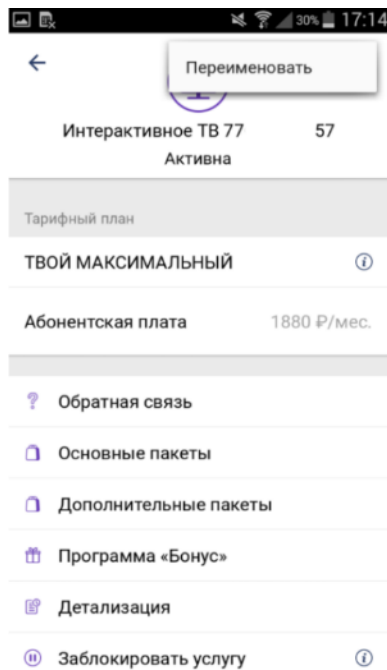 30% 17:14
Переименовать
Интерактивное ТВ 77 57
Активна
Тарифный план
ТВОЙ МАКСИМАЛЬНЫЙ
Абонентская плата 1880 ₽/мес.
Обратная связь
Основные пакеты
Дополнительные пакеты
Программа «Бонус»
Детализация
Заблокировать услугу